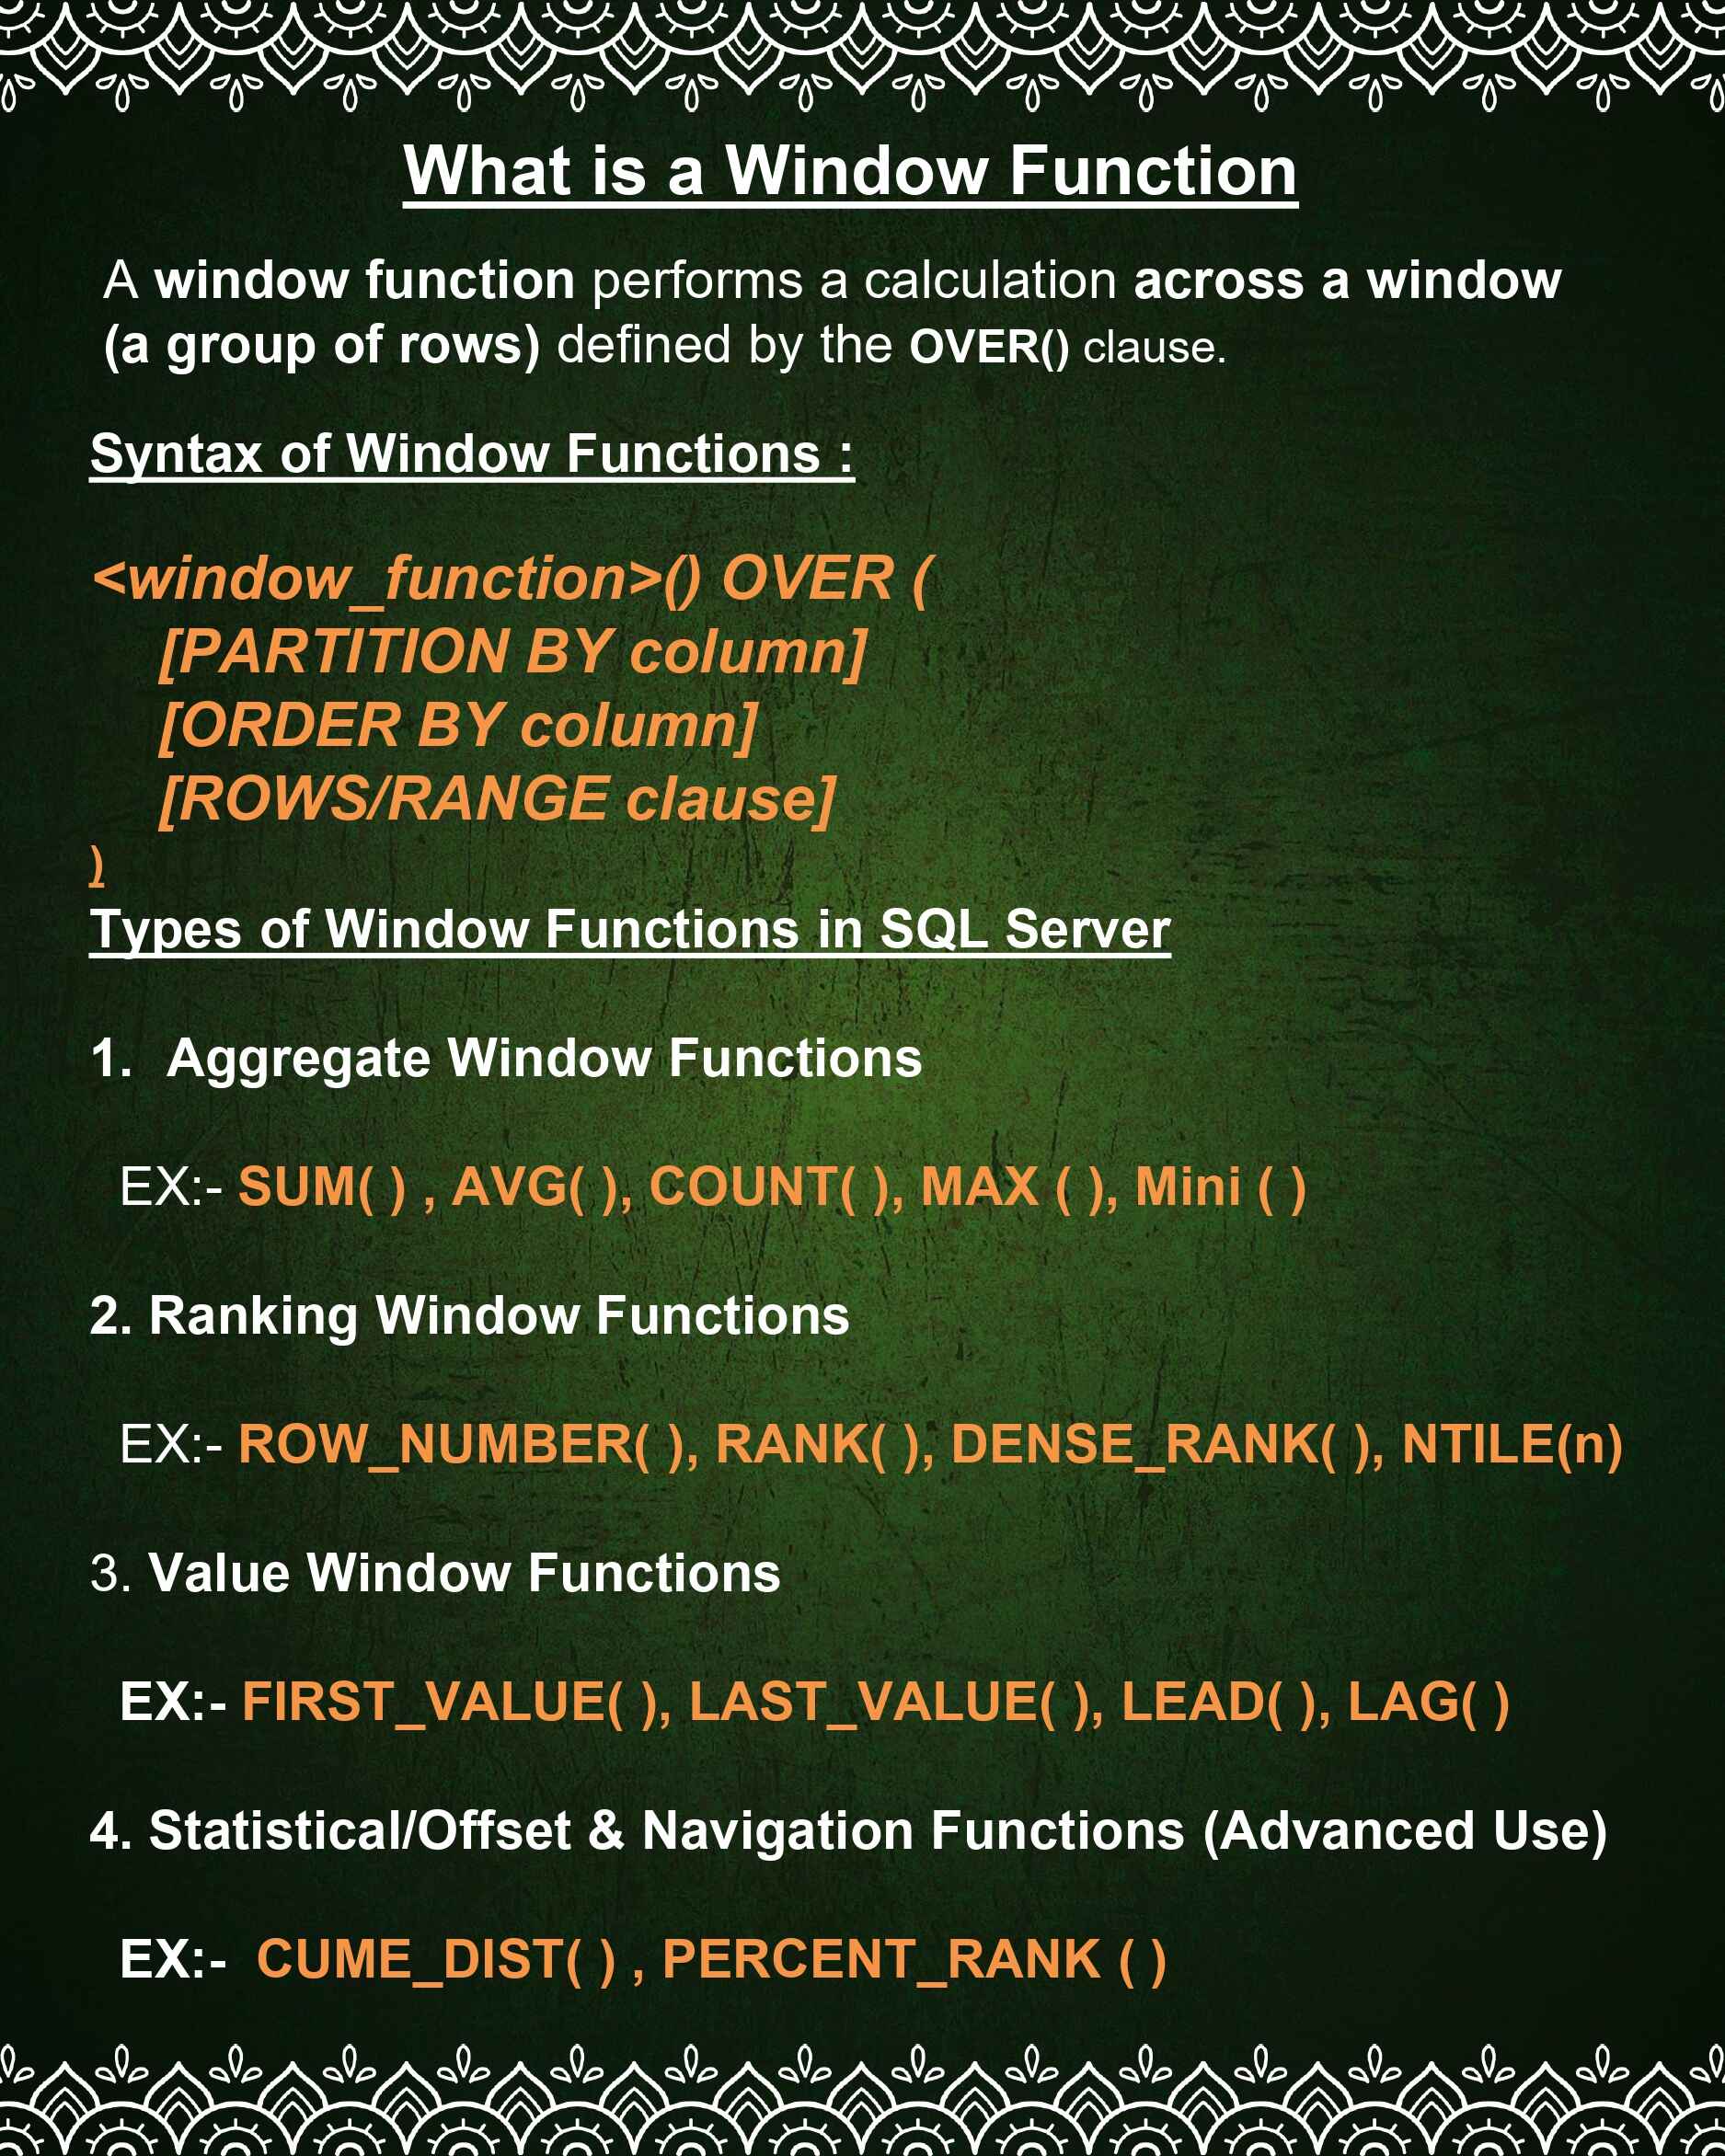 What is a Window Function
A window function performs a calculation across a window
(a group of rows) defined by the OVER() clause.
Syntax of Window Functions :
<window_function>() OVER (
[PARTITION BY column]
[ORDER BY column]
[ROWS/RANGE clause]
)
Types of Window Functions in SQL Server
1. Aggregate Window Functions
EX:- SUM( ) , AVG( ), COUNT( ), MAX ( ), Mini ( )
2. Ranking Window Functions
EX:- ROW_NUMBER( ), RANK( ), DENSE_RANK( ), NTILE(n)
3. Value Window Functions
EX:- FIRST_VALUE( ), LAST_VALUE( ), LEAD( ), LAG( )
4. Statistical/Offset & Navigation Functions (Advanced Use)
EX:- CUME_DIST( ) , PERCENT_RANK ( )